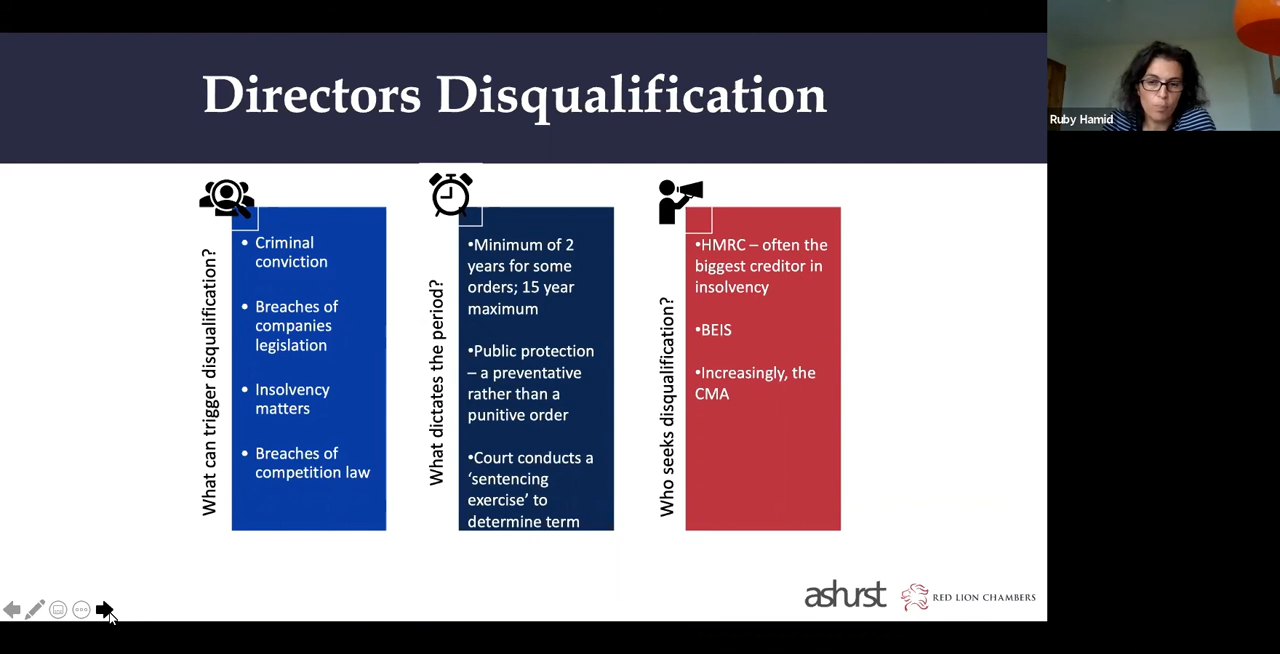 Directors Disqualification
Ruby Hamid
What can trigger disqualification?
• Criminal
conviction
• Breaches of
companies
legislation
• Insolvency
matters
• Breaches of
competition law
What dictates the period?
•Minimum of 2
years for some
orders; 15 year
maximum
•Public protection
– a preventative
rather than a
punitive order
•Court conducts a
‘sentencing
exercise’ to
determine term
Who seeks disqualification?
•HMRC – often the
biggest creditor in
insolvency
•BEIS
•Increasingly, the
CMA
ashurst
RED LION CHAMBERS